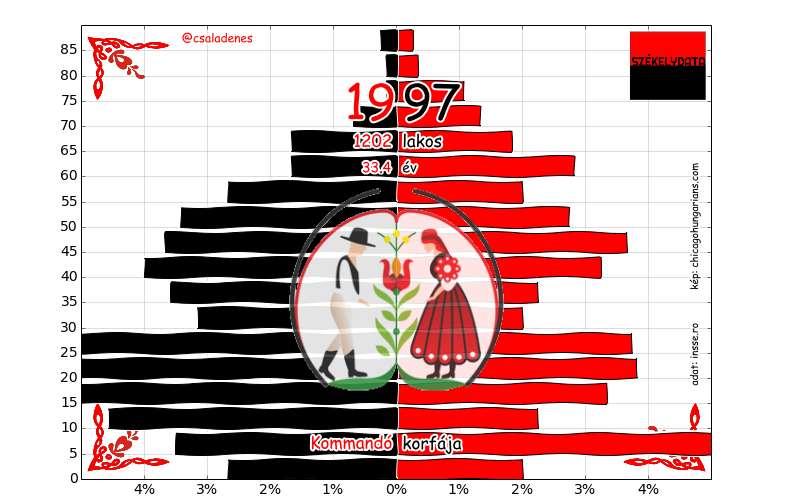 @csaladenes
SZÉKELYDATA
1997
1202 lakos
33.4 év
kép: chicagohungarians.com
adat: insse.ro
Kommandó korfája
85
80
75
70
65
60
55
50
45
40
35
30
25
20
15
10
5
0
4% 3% 2% 1% 0% 1% 2% 3% 4%